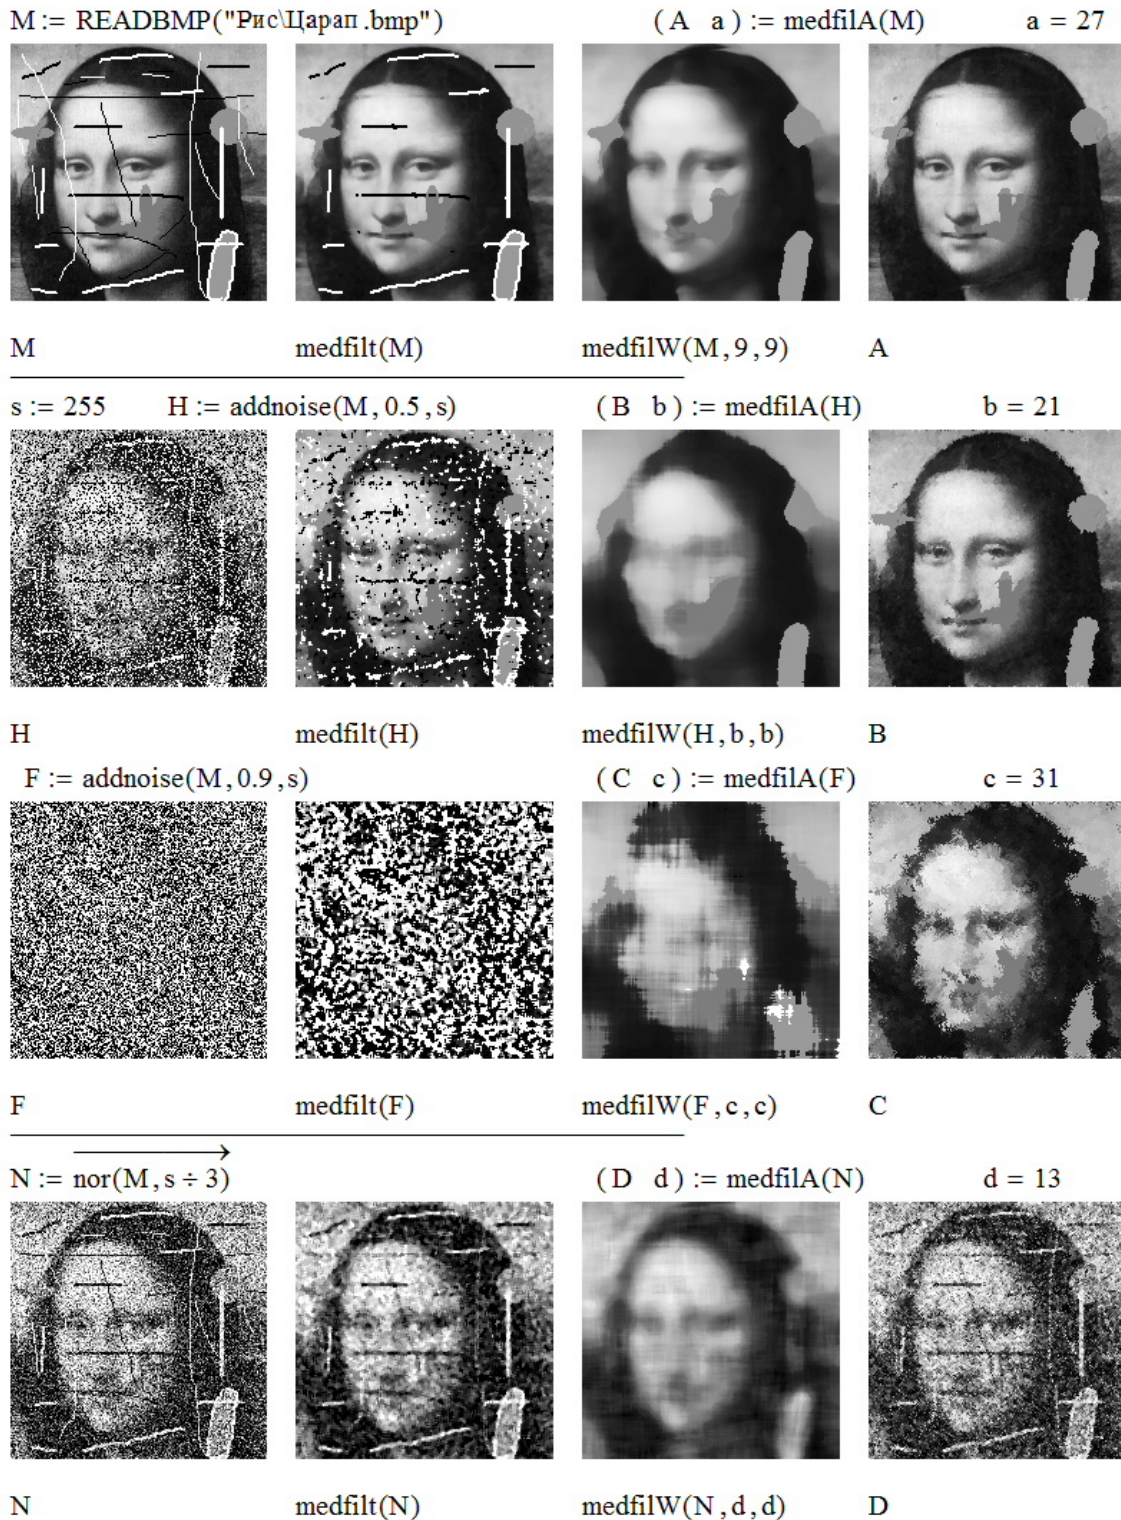 M := READBMP("Рис\Царап.bmp") (A a) := medfilA(M) a = 27
M medfilt(M) medfilW(M,9,9) A
s := 255 H := addnoise(M,0.5,s) (B b) := medfilA(H) b = 21
H medfilt(H) medfilW(H,b,b) B
F := addnoise(M,0.9,s) (C c) := medfilA(F) c = 31
F medfilt(F) medfilW(F,c,c) C
N := nor(M,s ÷ 3) (D d) := medfilA(N) d = 13
N medfilt(N) medfilW(N,d,d) D